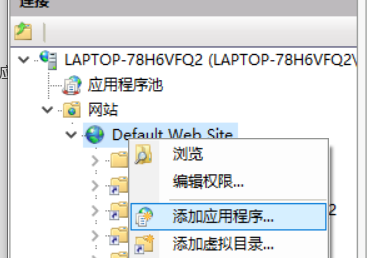 连接
LAPTOP-78H6VFQ2 (LAPTOP-78H6VFQ2\
应用程序池
网站
Default Web Site
浏览
编辑权限...
添加应用程序...
2
添加虚拟目录...